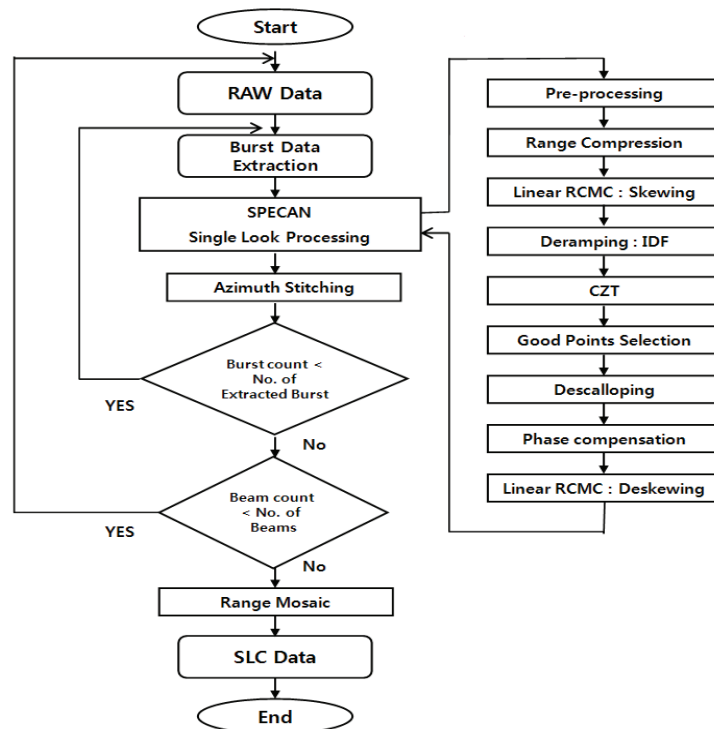 Start
RAW Data
Burst Data
Extraction
SPECAN
Single Look Processing
Azimuth Stitching
Burst count <
No. of
Extracted Burst
YES
No
Beam count
< No. of
Beams
YES
No
Range Mosaic
SLC Data
End
Pre-processing
Range Compression
Linear RCMC : Skewing
Deramping : IDF
CZT
Good Points Selection
Descalloping
Phase compensation
Linear RCMC : Deskewing